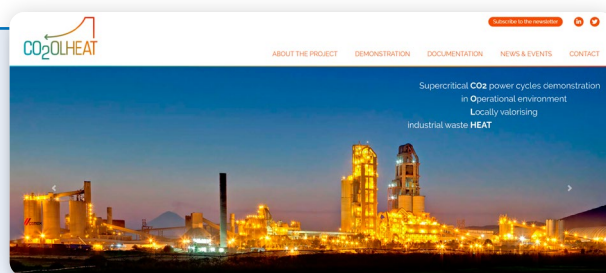 Subscribe to the newsletter
CO2OLHEAT
ABOUT THE PROJECT
DEMONSTRATION
DOCUMENTATION
NEWS & EVENTS
CONTACT
Supercritical CO2 power cycles demonstration
in Operational environment
Locally valorising
industrial waste HEAT